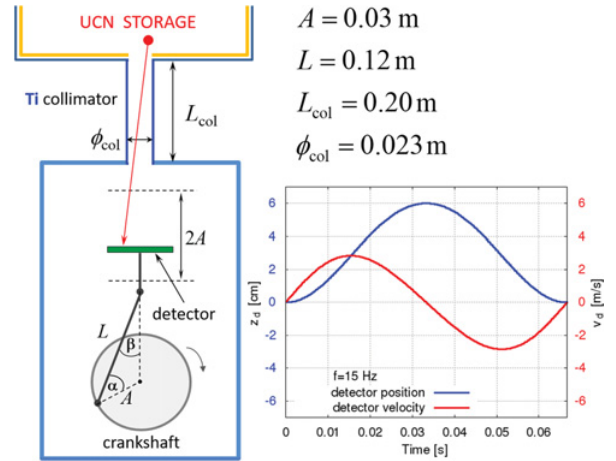 UCN STORAGE
Ti collimator
L_col
ϕ_col
2A
detector
L
β
α
A
crankshaft
A = 0.03 m
L = 0.12 m
L_col = 0.20 m
ϕ_col = 0.023 m
6
4
2
0
-2
-4
-6
z_d [cm]
6
4
2
0
-2
-4
-6
v_d [m/s]
f=15 Hz
detector position
detector velocity
0 0.01 0.02 0.03 0.04 0.05 0.06
Time [s]